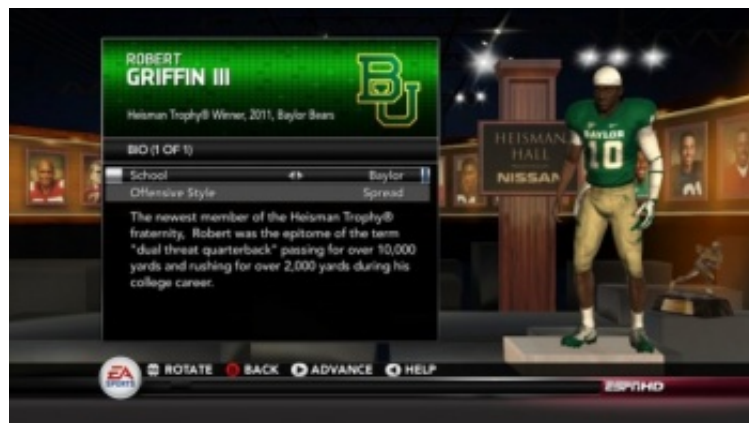 ROBERT
GRIFFIN III
BU
Heisman Trophy® Winner, 2011, Baylor Bears
BIO (1 OF 1)
School Baylor
Offensive Style Spread
The newest member of the Heisman Trophy®
fraternity, Robert was the epitome of the term
"dual threat quarterback" passing for over 10,000
yards and rushing for over 2,000 yards during his
college career.
HEISMAN
HALL
NISSAN
BAYLOR
10
EA
SPORTS
ROTATE BACK ADVANCE HELP
ESPN HD